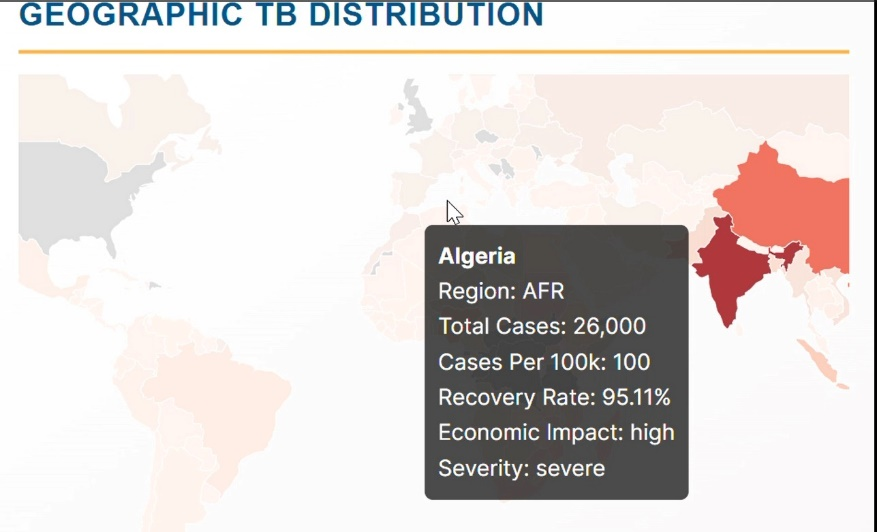 GEOGRAPHIC TB DISTRIBUTION
Algeria
Region: AFR
Total Cases: 26,000
Cases Per 100k: 100
Recovery Rate: 95.11%
Economic Impact: high
Severity: severe